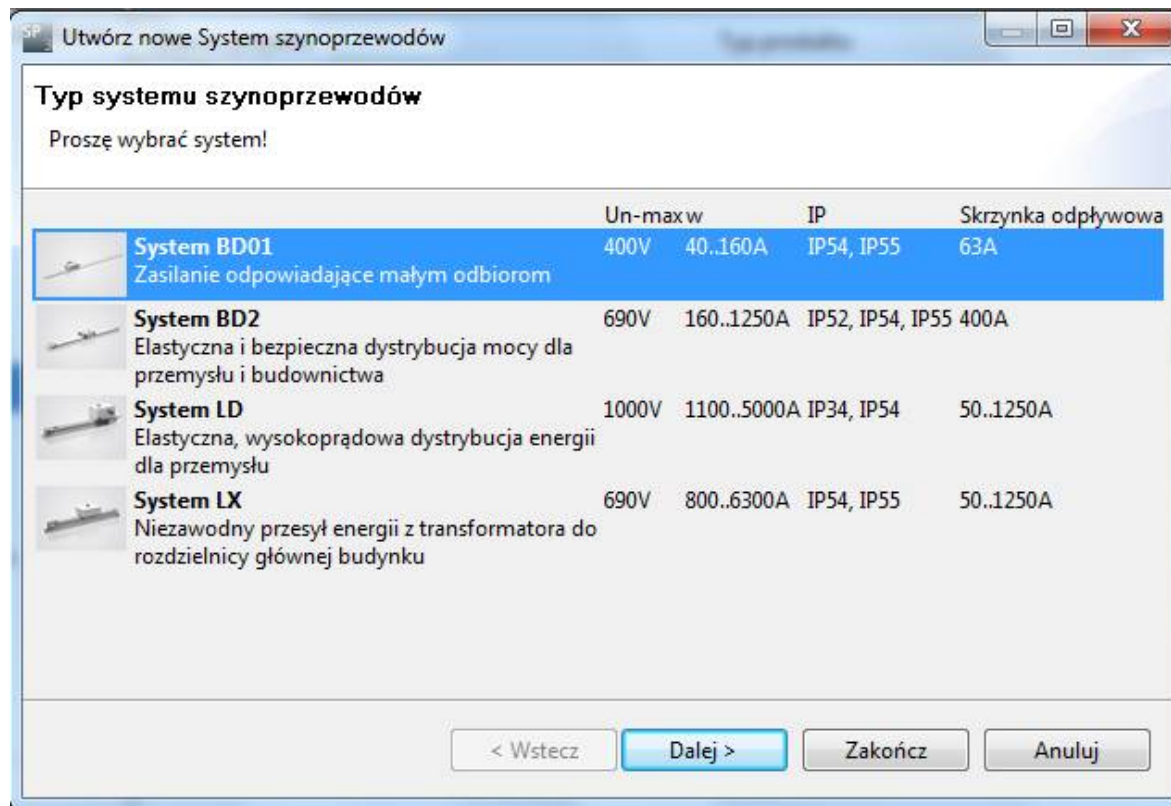 SP
Utwórz nowe System szynoprzewodów
Typ systemu szynoprzewodów
Proszę wybrać system!
Un-max w IP Skrzynka odpływowa
System BD01 400V 40..160A IP54, IP55 63A
Zasilanie odpowiadające małym odbiorom
System BD2 690V 160..1250A IP52, IP54, IP55 400A
Elastyczna i bezpieczna dystrybucja mocy dla
przemysłu i budownictwa
System LD 1000V 1100..5000A IP34, IP54 50..1250A
Elastyczna, wysokoprądowa dystrybucja energii
dla przemysłu
System LX 690V 800..6300A IP54, IP55 50..1250A
Niezawodny przesył energii z transformatora do
rozdzielnicy głównej budynku
< Wstecz Dalej > Zakończ Anuluj